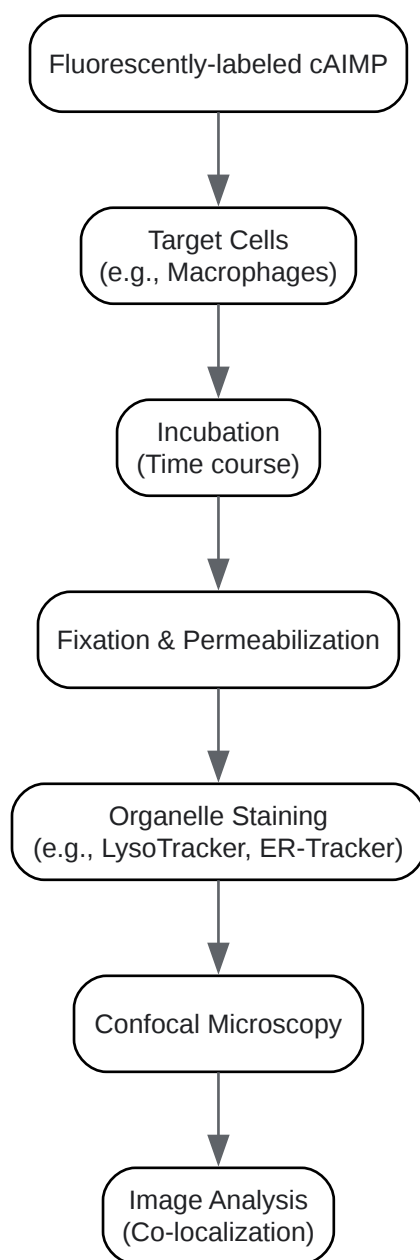 Fluorescently-labeled cAIMP
Target Cells
(e.g., Macrophages)
Incubation
(Time course)
Fixation & Permeabilization
Organelle Staining
(e.g., LysoTracker, ER-Tracker)
Confocal Microscopy
Image Analysis
(Co-localization)